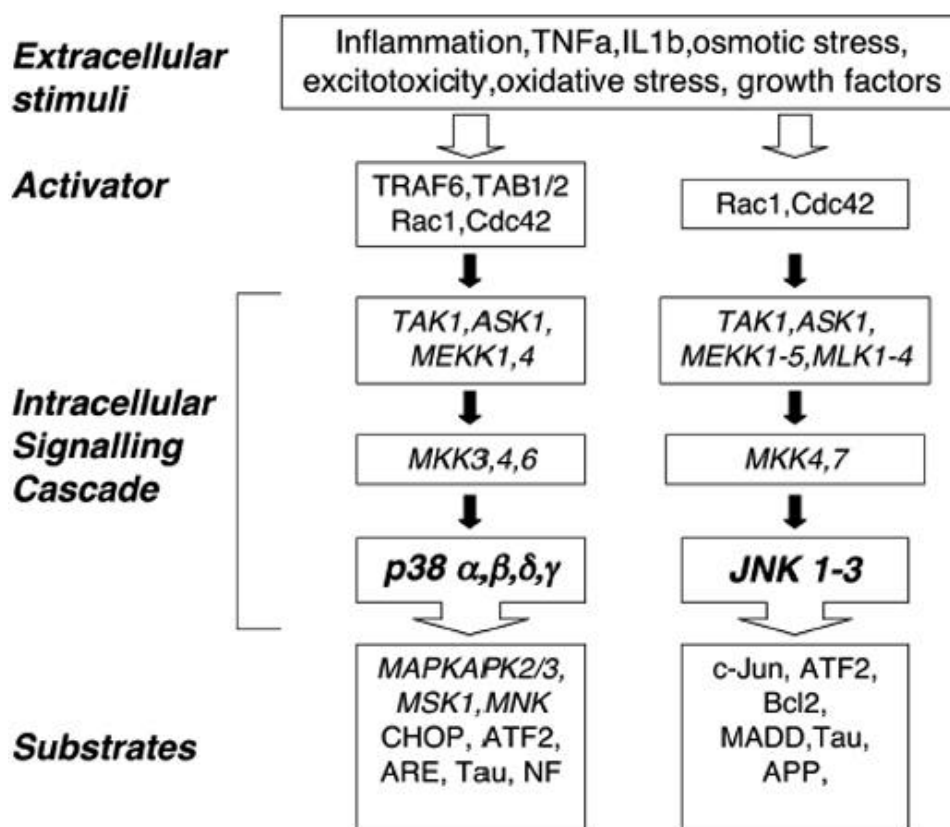 Extracellular
stimuli
Inflammation,TNFa,IL1b,osmotic stress,
excitotoxicity,oxidative stress, growth factors
Activator
TRAF6,TAB1/2
Rac1,Cdc42
Rac1,Cdc42
Intracellular
Signalling
Cascade
TAK1,ASK1,
MEKK1,4
TAK1,ASK1,
MEKK1-5,MLK1-4
MKK3,4,6
MKK4,7
p38 α,β,δ,γ
JNK 1-3
Substrates
MAPKAPK2/3,
MSK1,MNK
CHOP, ATF2,
ARE, Tau, NF
c-Jun, ATF2,
Bcl2,
MADD,Tau,
APP,